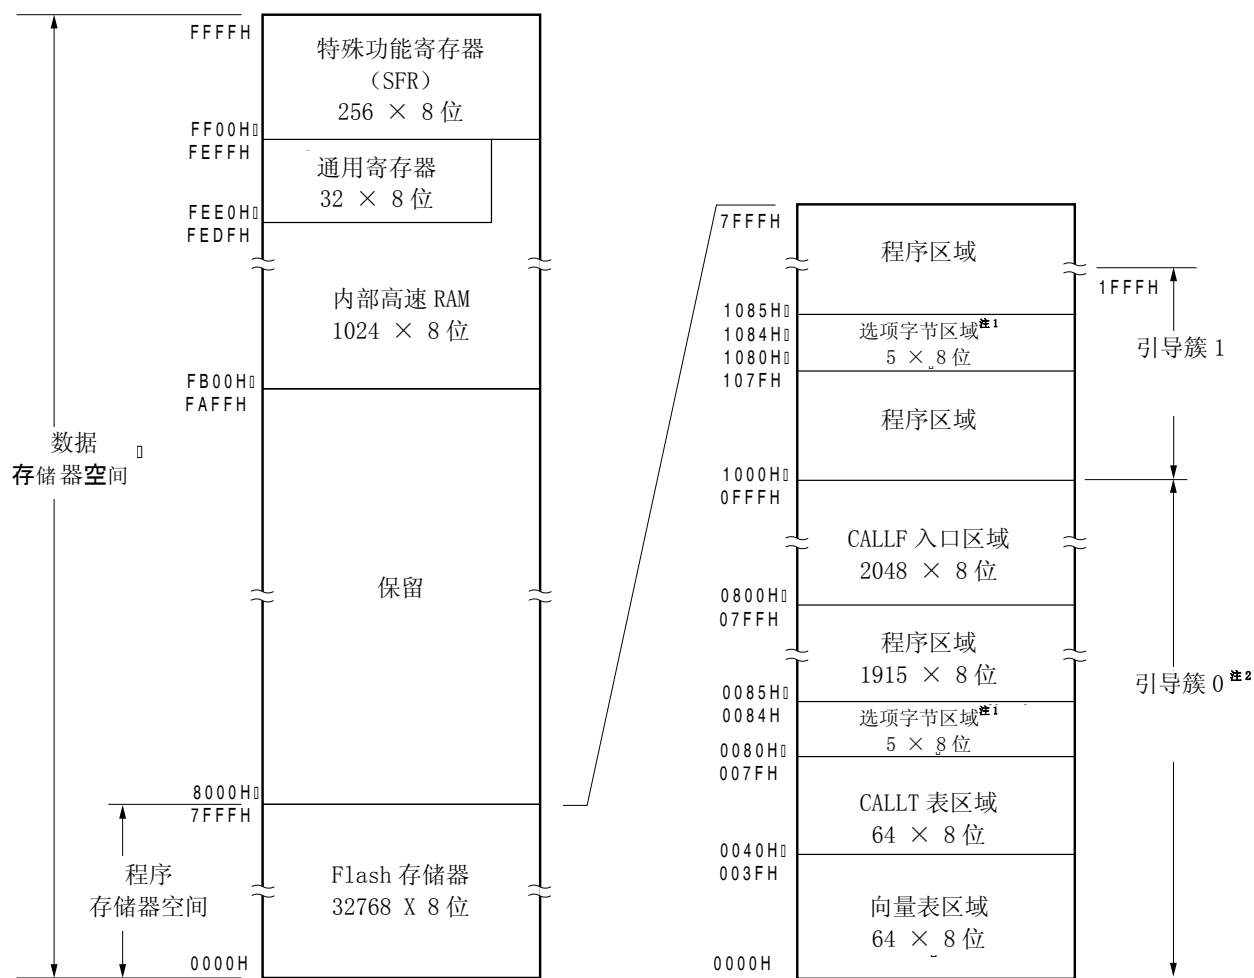 FFFFH
特殊功能寄存器
（SFR）
256 × 8 位
FF00H
FEFFH
通用寄存器
32 × 8 位
FEE0H
FEDFH
内部高速 RAM
1024 × 8 位
FB00H
FAFFH
数据
存储器空间
保留
8000H
7FFFH
程序
存储器空间
Flash 存储器
32768 X 8 位
0000H
7FFFH
程序区域
1FFFH
1085H
1084H
选项字节区域注1
5 × 8 位
1080H
107FH
引导簇 1
程序区域
1000H
0FFFH
CALLF 入口区域
2048 × 8 位
0800H
07FFH
程序区域
1915 × 8 位
引导簇 0 注2
0085H
0084H
选项字节区域注1
5 × 8 位
0080H
007FH
CALLT 表区域
64 × 8 位
0040H
003FH
向量表区域
64 × 8 位
0000H